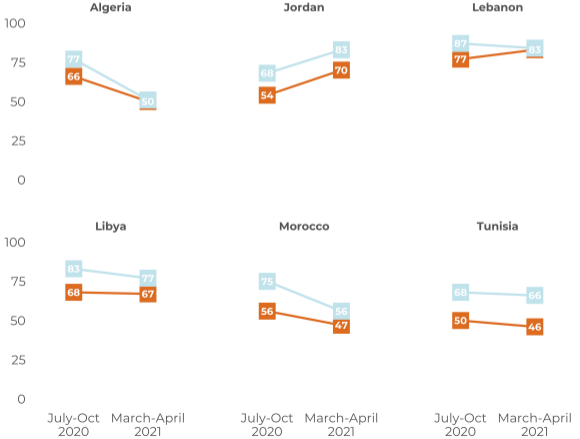 Algeria Jordan Lebanon
100
75
50
25
0
77 66 50
68 54 83 70
87 77 83
Libya Morocco Tunisia
100
75
50
25
0
83 68 77 67
75 56 56 47
68 50 66 46
July-Oct 2020 March-April 2021 July-Oct 2020 March-April 2021 July-Oct 2020 March-April 2021